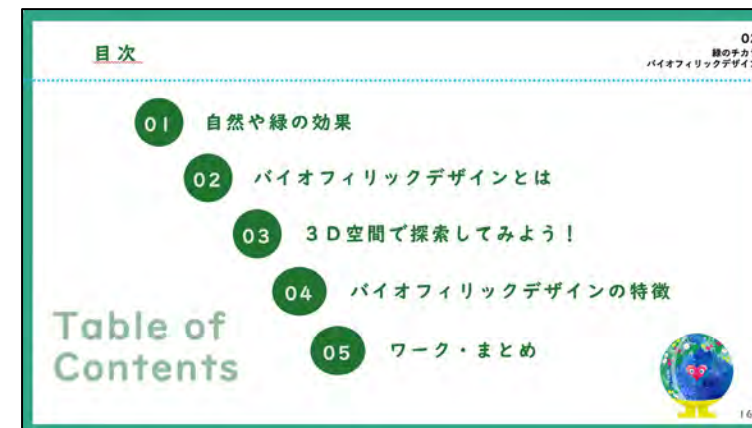 目次
緑のチカラ
バイオフィリックデザイン
01 自然や緑の効果
02 バイオフィリックデザインとは
03 3D空間で探索してみよう!
04 バイオフィリックデザインの特徴
05 ワーク・まとめ
Table of
Contents
16